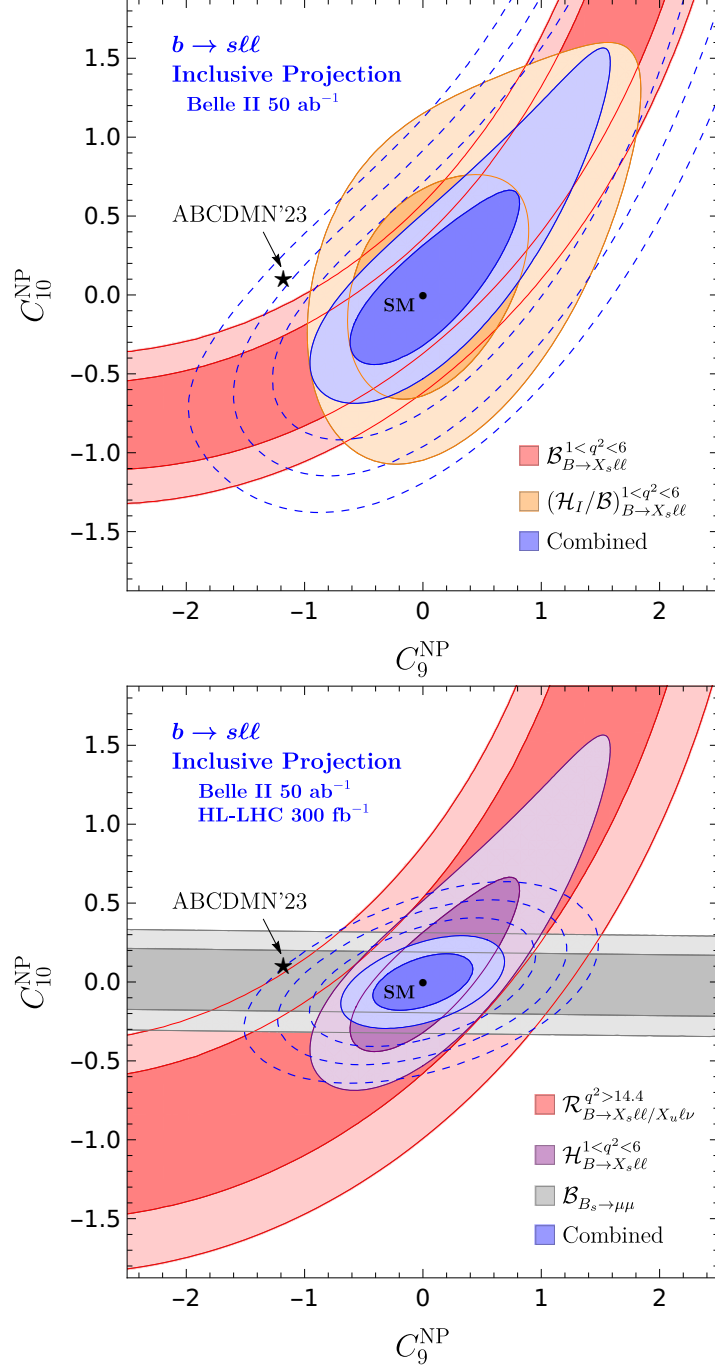 b → sℓℓ
Inclusive Projection
Belle II 50 ab⁻¹
ABCDMN'23
SM
1.5
1.0
0.5
0.0
−0.5
−1.0
−1.5
C₁₀^NP
𝓑_{B→X_sℓℓ}^{1<q²<6}
(𝓗_I/𝓑)_{B→X_sℓℓ}^{1<q²<6}
Combined
−2 −1 0 1 2
C₉^NP
b → sℓℓ
Inclusive Projection
Belle II 50 ab⁻¹
HL-LHC 300 fb⁻¹
ABCDMN'23
SM
1.5
1.0
0.5
0.0
−0.5
−1.0
−1.5
C₁₀^NP
𝓡_{B→X_sℓℓ/X_uℓν}^{q²>14.4}
𝓗_{B→X_sℓℓ}^{1<q²<6}
𝓑_{B_s→μμ}
Combined
−2 −1 0 1 2
C₉^NP